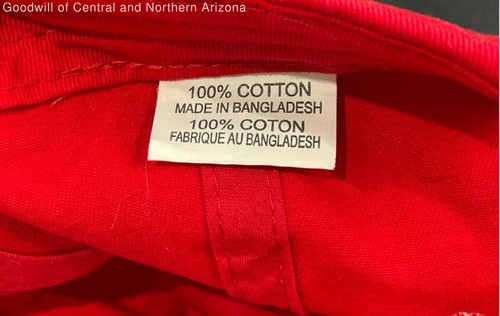 Goodwill of Central and Northern Arizona
100% COTTON
MADE IN BANGLADESH
100% COTON
FABRIQUE AU BANGLADESH